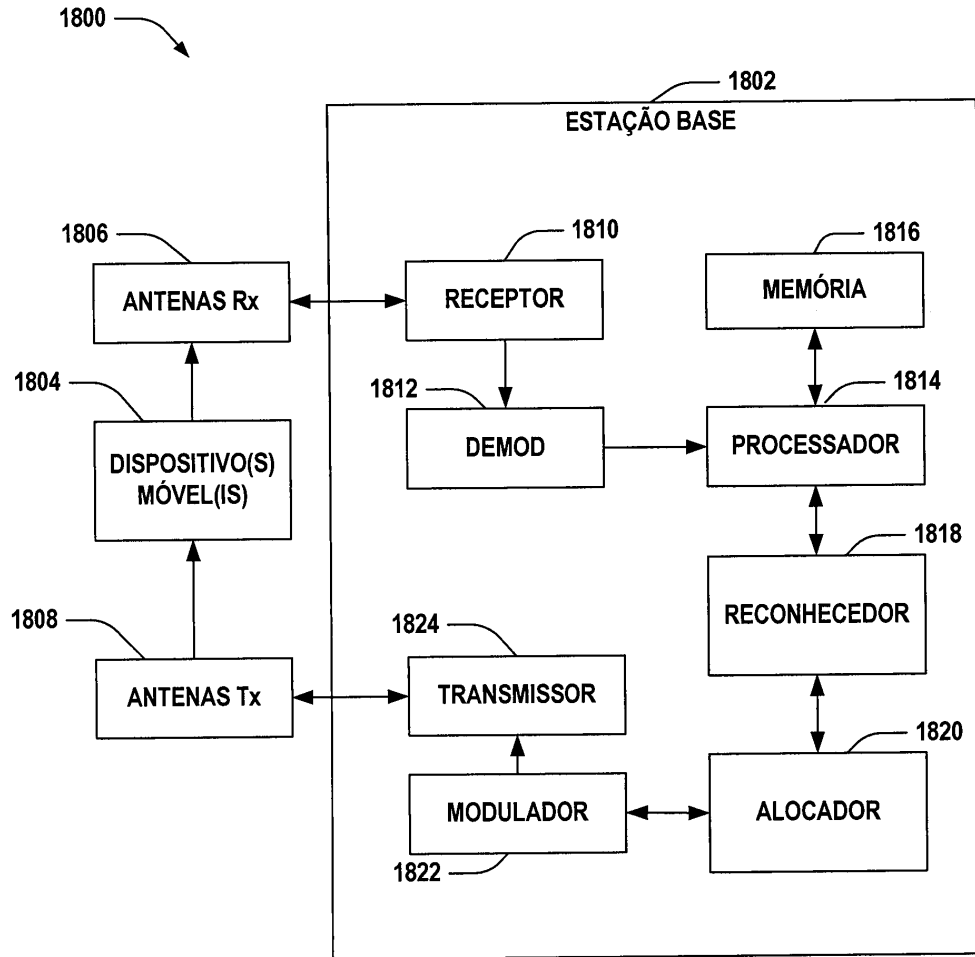 1800
1802
ESTAÇÃO BASE
1806
ANTENAS Rx
1810
RECEPTOR
1816
MEMÓRIA
1804
DISPOSITIVO(S)
MÓVEL(IS)
1812
DEMOD
1814
PROCESSADOR
1818
RECONHECEDOR
1808
ANTENAS Tx
1824
TRANSMISSOR
1820
ALOCADOR
MODULADOR
1822